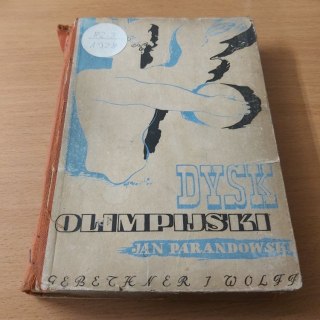 DYSK
OLIMPIJSKI
JAN PARANDOWSKI
GEBETHNER I WOLFF